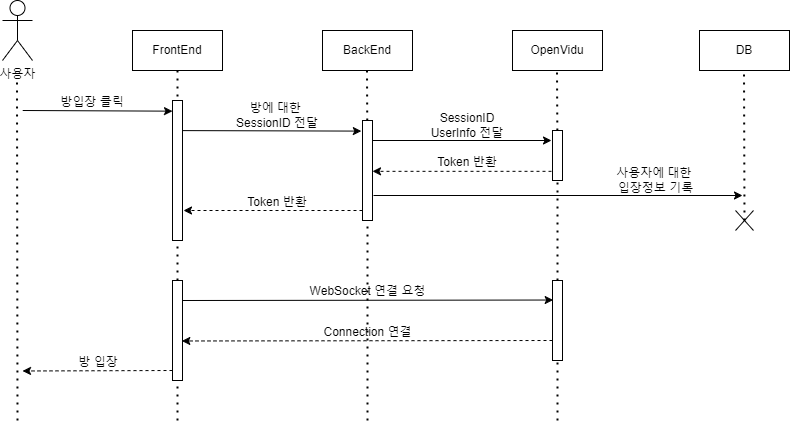 FrontEnd
BackEnd
OpenVidu
DB
사용자
방입장 클릭
방에 대한
SessionID 전달
SessionID
UserInfo 전달
Token 반환
사용자에 대한
입장정보 기록
Token 반환
WebSocket 연결 요청
Connection 연결
방 입장